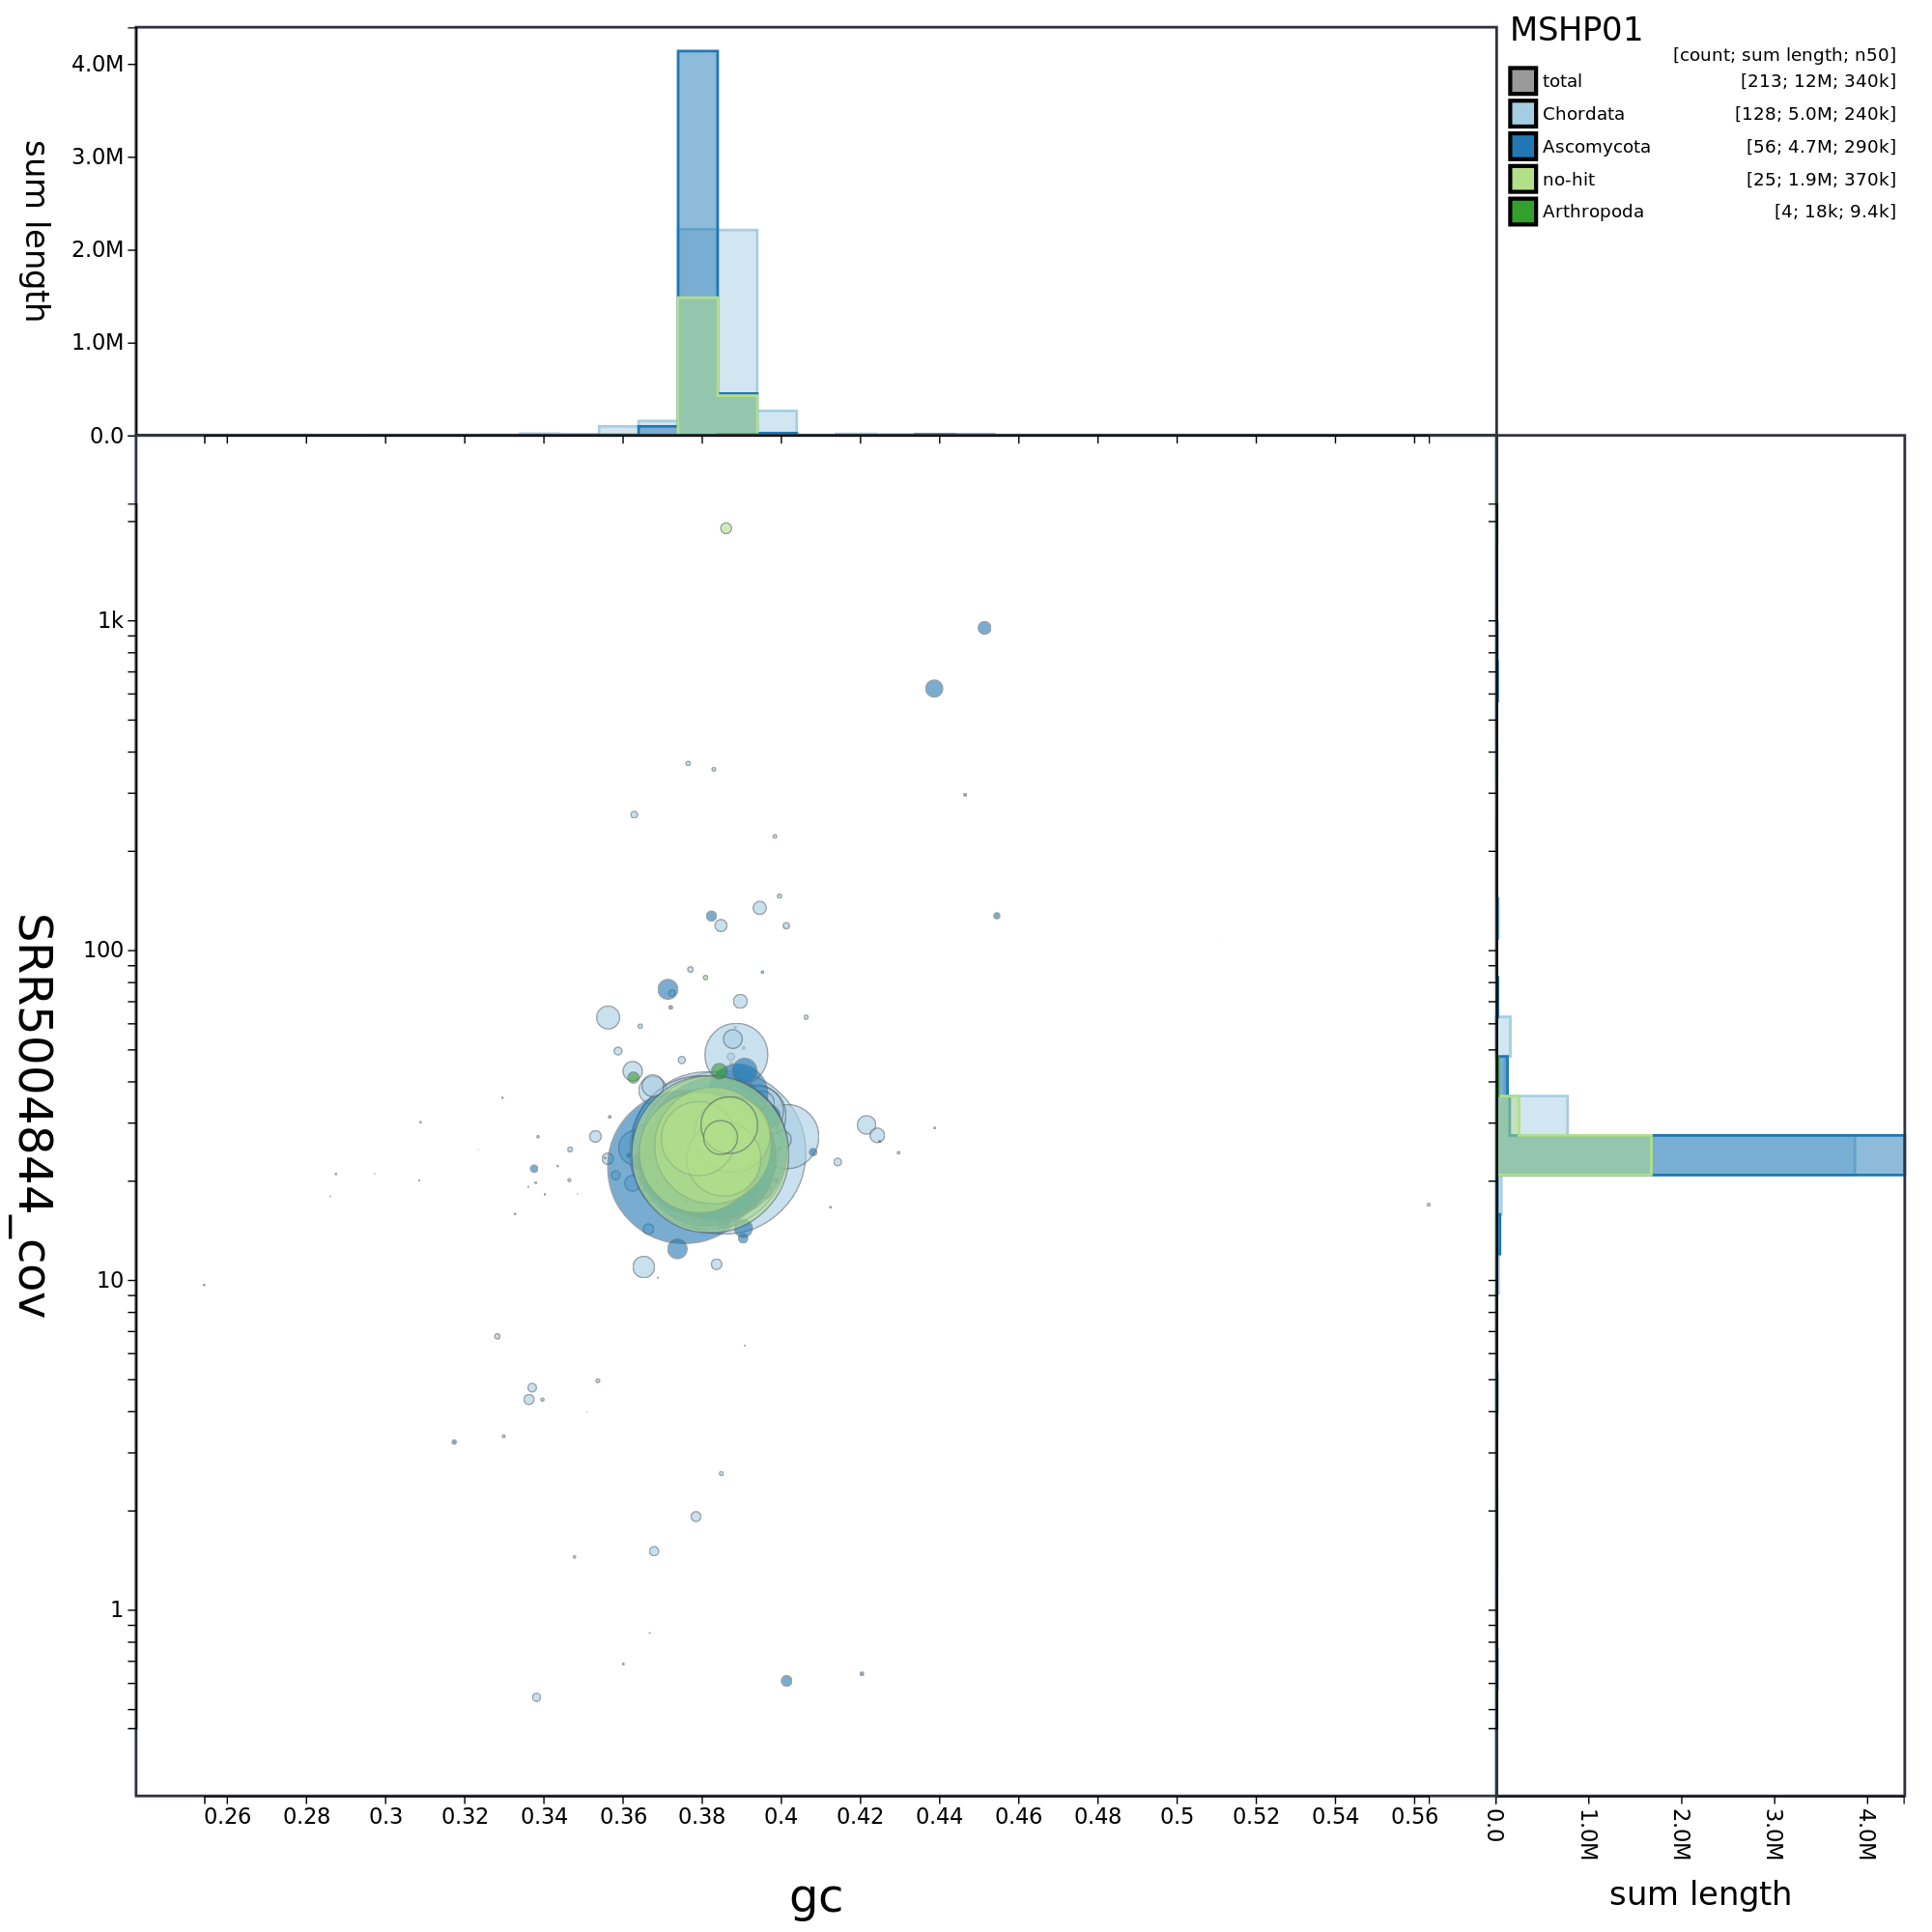 MSHP01
[count; sum length; n50]
total [213; 12M; 340k]
Chordata [128; 5.0M; 240k]
Ascomycota [56; 4.7M; 290k]
no-hit [25; 1.9M; 370k]
Arthropoda [4; 18k; 9.4k]
sum length
4.0M
3.0M
2.0M
1.0M
0.0
SRR5004844_cov
1k
100
10
1
0.26 0.28 0.3 0.32 0.34 0.36 0.38 0.4 0.42 0.44 0.46 0.48 0.5 0.52 0.54 0.56
gc
0.0 1.0M 2.0M 3.0M 4.0M
sum length